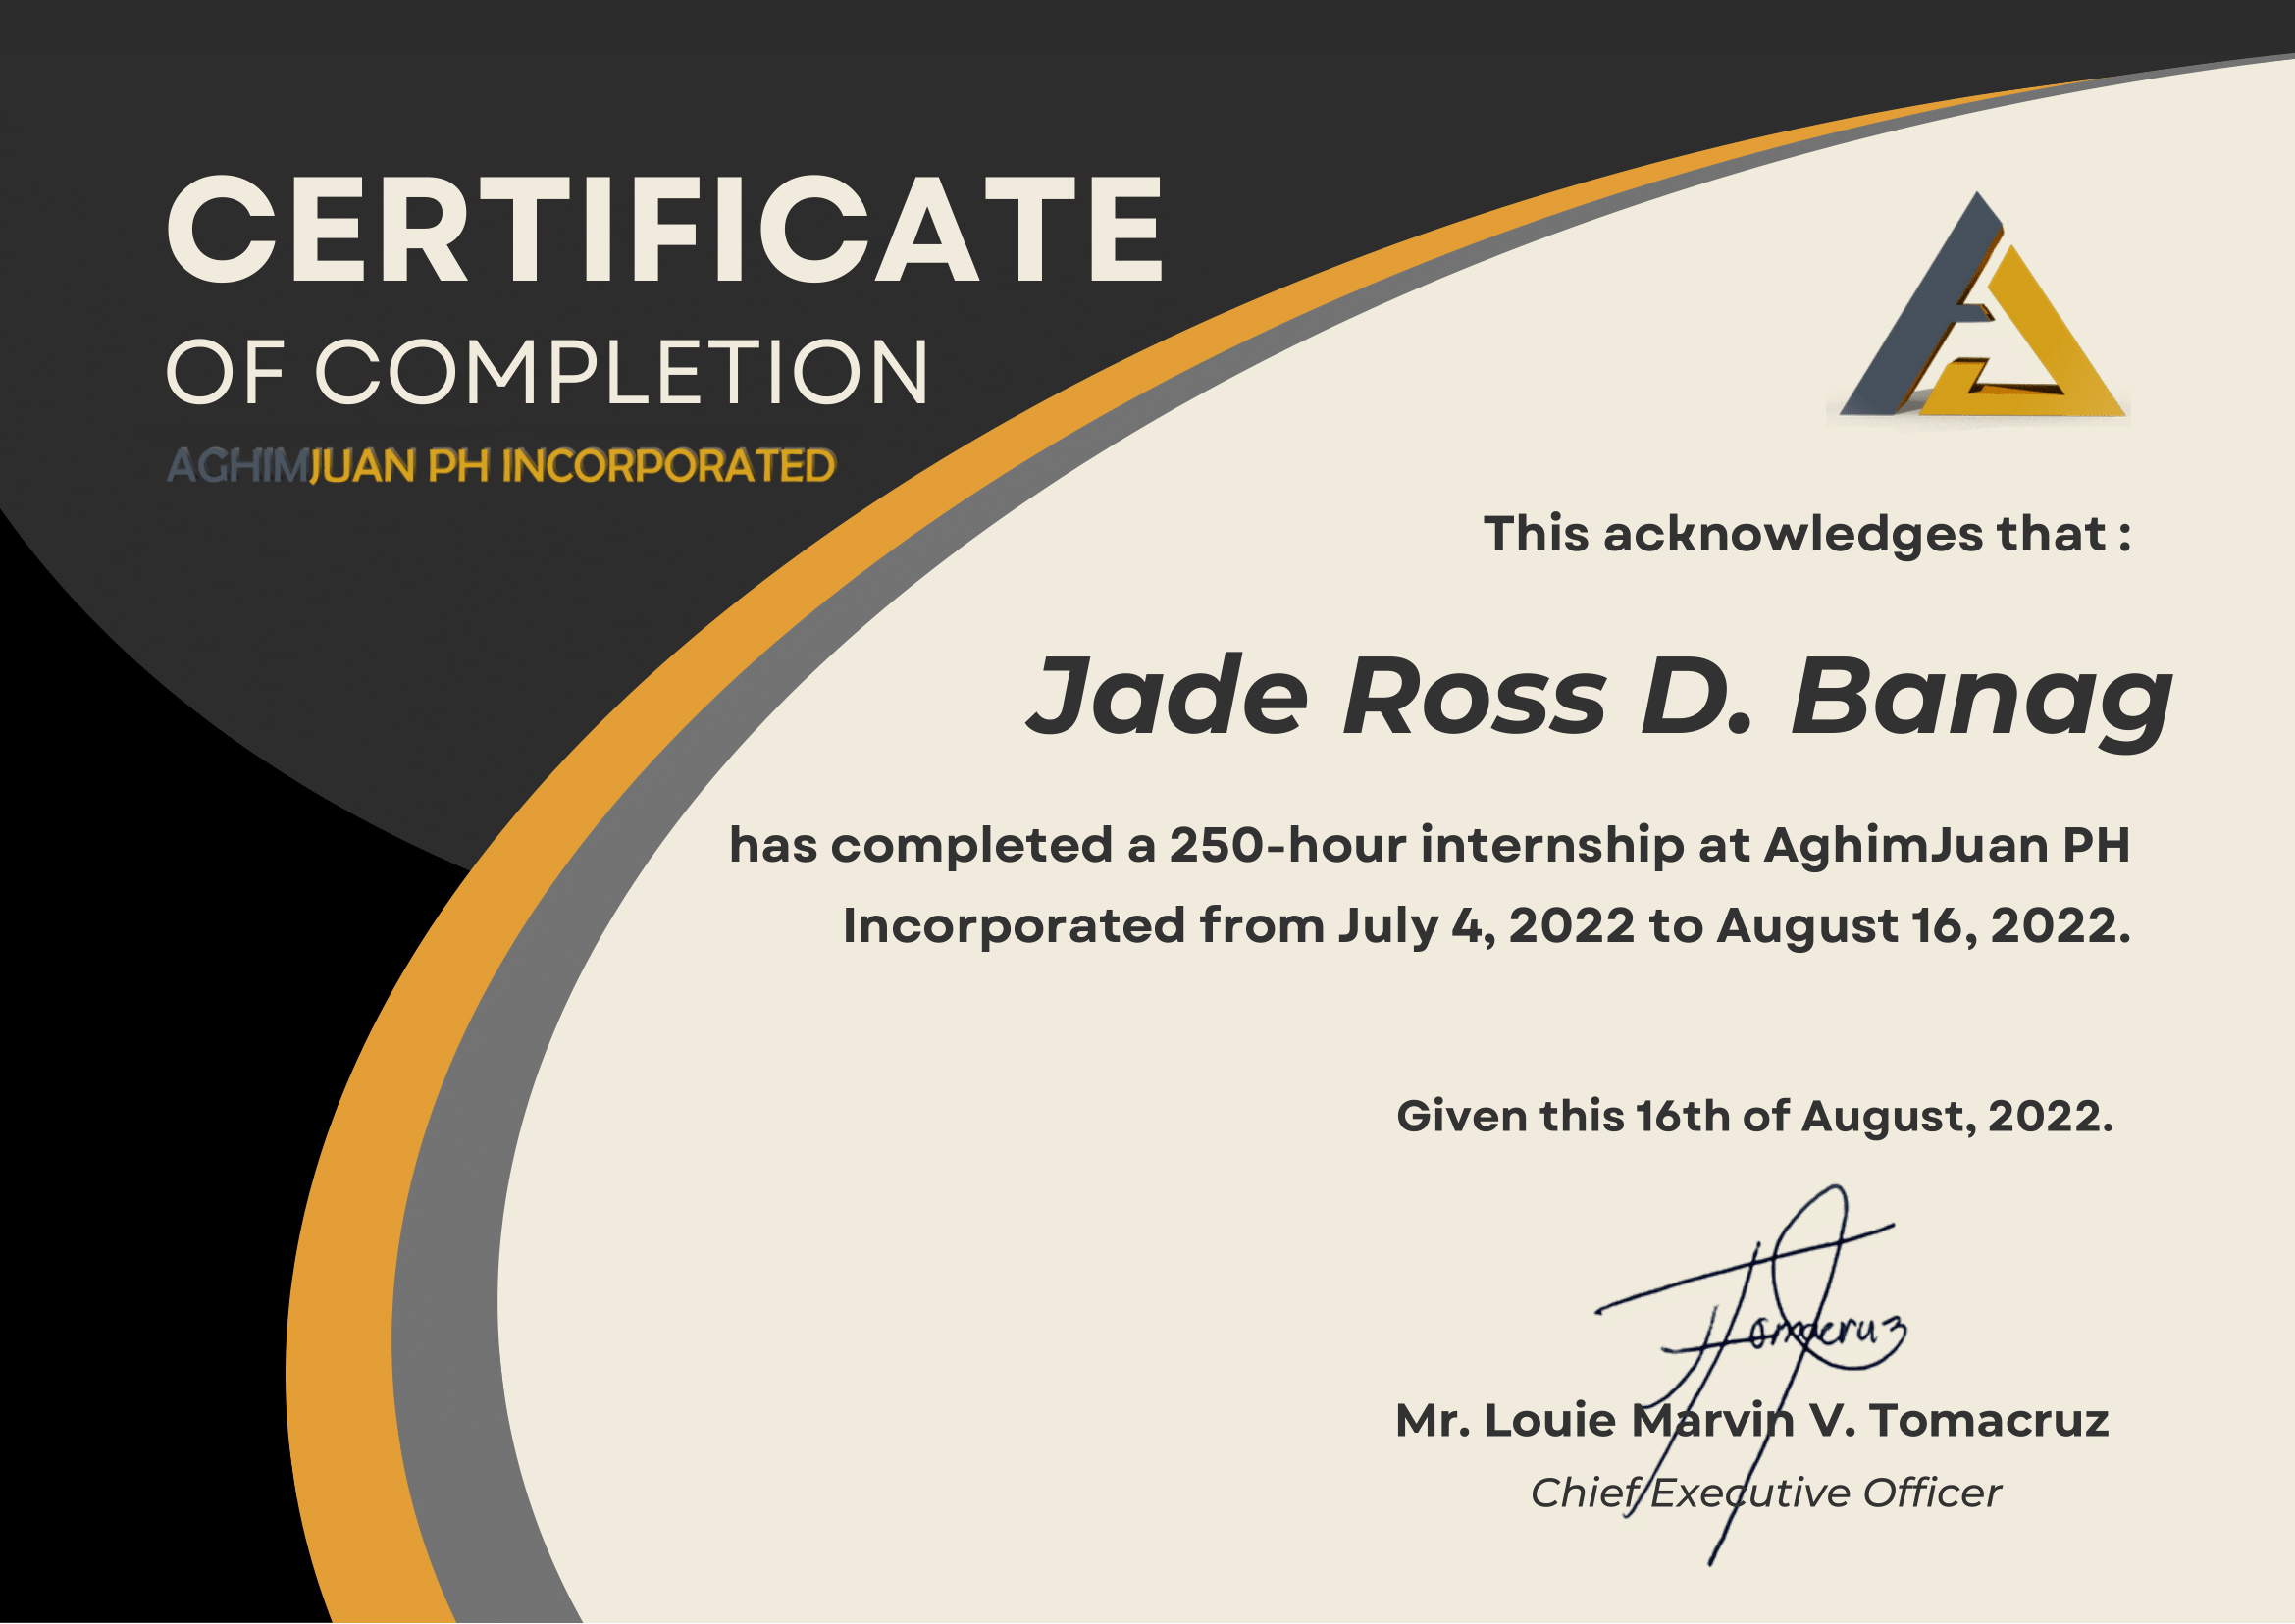 CERTIFICATE
OF COMPLETION
AGHIMJUAN PH INCORPORATED
This acknowledges that :
Jade Ross D. Banag
has completed a 250-hour internship at AghimJuan PH
Incorporated from July 4, 2022 to August 16, 2022.
Given this 16th of August, 2022.
Tomacruz
Mr. Louie Marvin V. Tomacruz
Chief Executive Officer